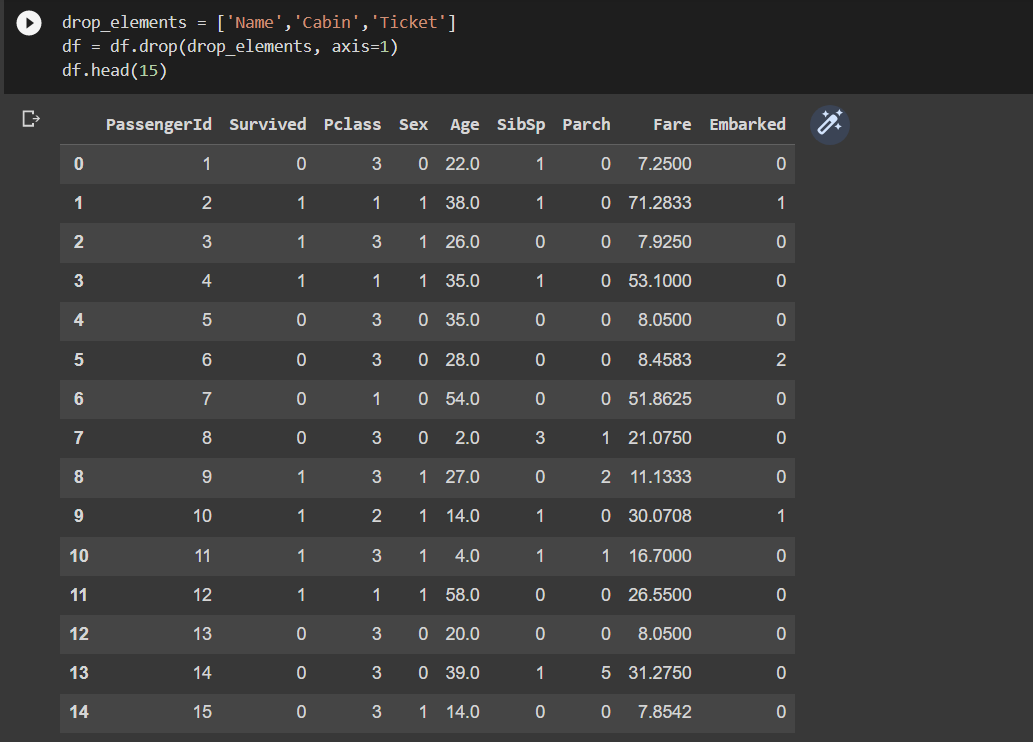 drop_elements = ['Name','Cabin','Ticket']
df = df.drop(drop_elements, axis=1)
df.head(15)
PassengerId Survived Pclass Sex Age SibSp Parch Fare Embarked
0 1 0 3 0 22.0 1 0 7.2500 0
1 2 1 1 1 38.0 1 0 71.2833 1
2 3 1 3 1 26.0 0 0 7.9250 0
3 4 1 1 1 35.0 1 0 53.1000 0
4 5 0 3 0 35.0 0 0 8.0500 0
5 6 0 3 0 28.0 0 0 8.4583 2
6 7 0 1 0 54.0 0 0 51.8625 0
7 8 0 3 0 2.0 3 1 21.0750 0
8 9 1 3 1 27.0 0 2 11.1333 0
9 10 1 2 1 14.0 1 0 30.0708 1
10 11 1 3 1 4.0 1 1 16.7000 0
11 12 1 1 1 58.0 0 0 26.5500 0
12 13 0 3 0 20.0 0 0 8.0500 0
13 14 0 3 0 39.0 1 5 31.2750 0
14 15 0 3 1 14.0 0 0 7.8542 0